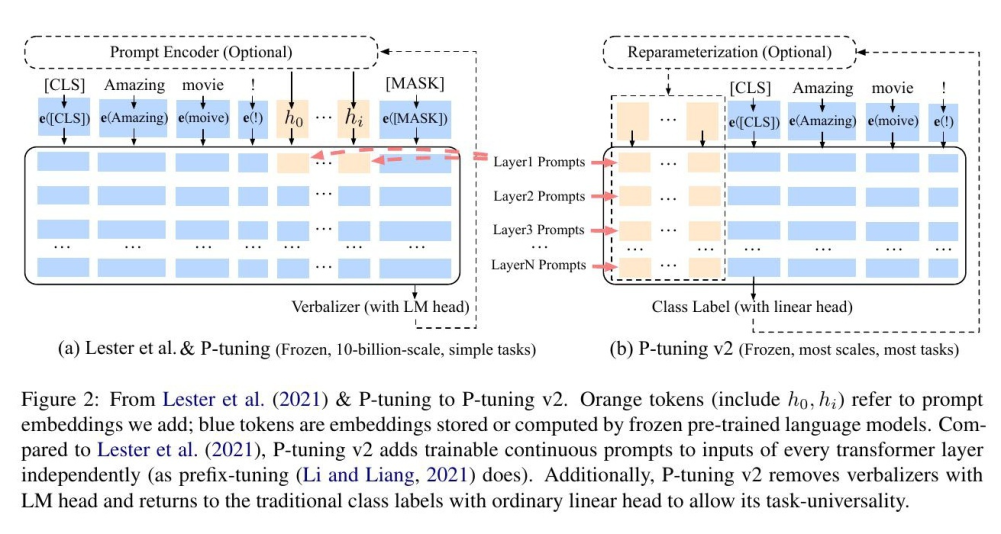 Prompt Encoder (Optional)
[CLS] Amazing movie ! [MASK]
e([CLS]) e(Amazing) e(moive) e(!) h0 ... hi e([MASK])
...
... ... ... ... ... ...
...
Verbalizer (with LM head)
(a) Lester et al. & P-tuning (Frozen, 10-billion-scale, simple tasks)
Layer1 Prompts
Layer2 Prompts
Layer3 Prompts
...
LayerN Prompts
Reparameterization (Optional)
[CLS] Amazing movie !
... e([CLS]) e(Amazing) e(moive) e(!)
...
...
...
... ... ... ... ... ...
...
Class Label (with linear head)
(b) P-tuning v2 (Frozen, most scales, most tasks)
Figure 2: From Lester et al. (2021) & P-tuning to P-tuning v2. Orange tokens (include h0, hi) refer to prompt
embeddings we add; blue tokens are embeddings stored or computed by frozen pre-trained language models. Com-
pared to Lester et al. (2021), P-tuning v2 adds trainable continuous prompts to inputs of every transformer layer
independently (as prefix-tuning (Li and Liang, 2021) does). Additionally, P-tuning v2 removes verbalizers with
LM head and returns to the traditional class labels with ordinary linear head to allow its task-universality.